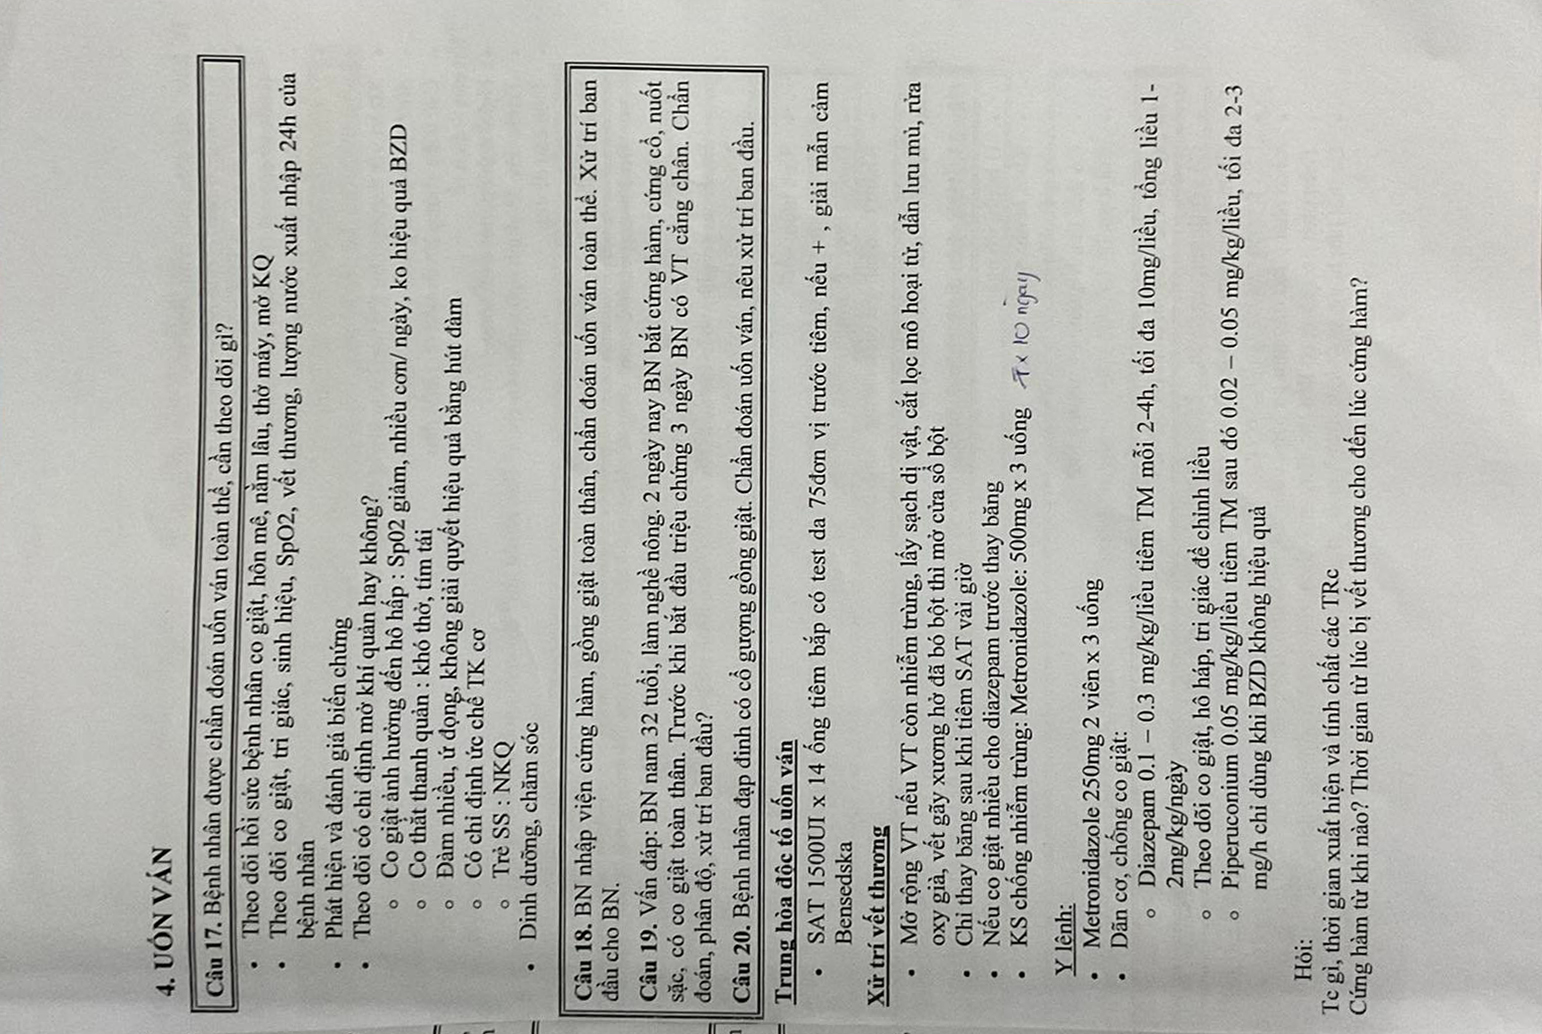 4. UỐN VÁN
Câu 17. Bệnh nhân được chẩn đoán uốn ván toàn thể, cần theo dõi gì?
• Theo dõi hồi sức bệnh nhân co giật, hôn mê, nằm lâu, thở máy, mở KQ
• Theo dõi co giật, tri giác, sinh hiệu, SpO2, vết thương, lượng nước xuất nhập 24h của
bệnh nhân
• Phát hiện và đánh giá biến chứng
• Theo dõi có chỉ định mở khí quản hay không?
o Co giật ảnh hưởng đến hô hấp : Sp02 giảm, nhiều cơn/ ngày, ko hiệu quả BZD
o Co thắt thanh quản : khó thở, tím tái
o Đàm nhiều, ứ đọng, không giải quyết hiệu quả bằng hút đàm
o Có chỉ định ức chế TK cơ
o Trẻ SS : NKQ
• Dinh dưỡng, chăm sóc
Câu 18. BN nhập viện cứng hàm, gồng giật toàn thân, chẩn đoán uốn ván toàn thể. Xử trí ban
đầu cho BN.
Câu 19. Vấn đáp: BN nam 32 tuổi, làm nghề nông. 2 ngày nay BN bắt cứng hàm, cứng cổ, nuốt
sặc, có co giật toàn thân. Trước khi bắt đầu triệu chứng 3 ngày BN có VT cẳng chân. Chẩn
đoán, phân độ, xử trí ban đầu?
Câu 20. Bệnh nhân đạp đinh có cổ gượng gồng giật. Chẩn đoán uốn ván, nêu xử trí ban đầu.
Trung hòa độc tố uốn ván
• SAT 1500UI x 14 ống tiêm bắp có test da 75đơn vị trước tiêm, nếu + , giải mẫn cảm
Bensedska
Xử trí vết thương
• Mở rộng VT nếu VT còn nhiễm trùng, lấy sạch dị vật, cắt lọc mô hoại tử, dẫn lưu mủ, rửa
oxy già, vết gãy xương hở đã bó bột thì mở cửa sổ bột
• Chỉ thay băng sau khi tiêm SAT vài giờ
• Nếu co giật nhiều cho diazepam trước thay băng
• KS chống nhiễm trùng: Metronidazole: 500mg x 3 uống 7 x 10 ngày
Y lệnh:
• Metronidazole 250mg 2 viên x 3 uống
• Dãn cơ, chống co giật:
o Diazepam 0.1 – 0.3 mg/kg/liều tiêm TM mỗi 2-4h, tối đa 10mg/liều, tổng liều 1-
2mg/kg/ngày
o Theo dõi co giật, hô háp, tri giác để chỉnh liều
o Piperuconium 0.05 mg/kg/liều tiêm TM sau đó 0.02 – 0.05 mg/kg/liều, tối đa 2-3
mg/h chỉ dùng khi BZD không hiệu quả
Hỏi:
Tc gì, thời gian xuất hiện và tính chất các TRc
Cứng hàm từ khi nào? Thời gian từ lúc bị vết thương cho đến lúc cứng hàm?